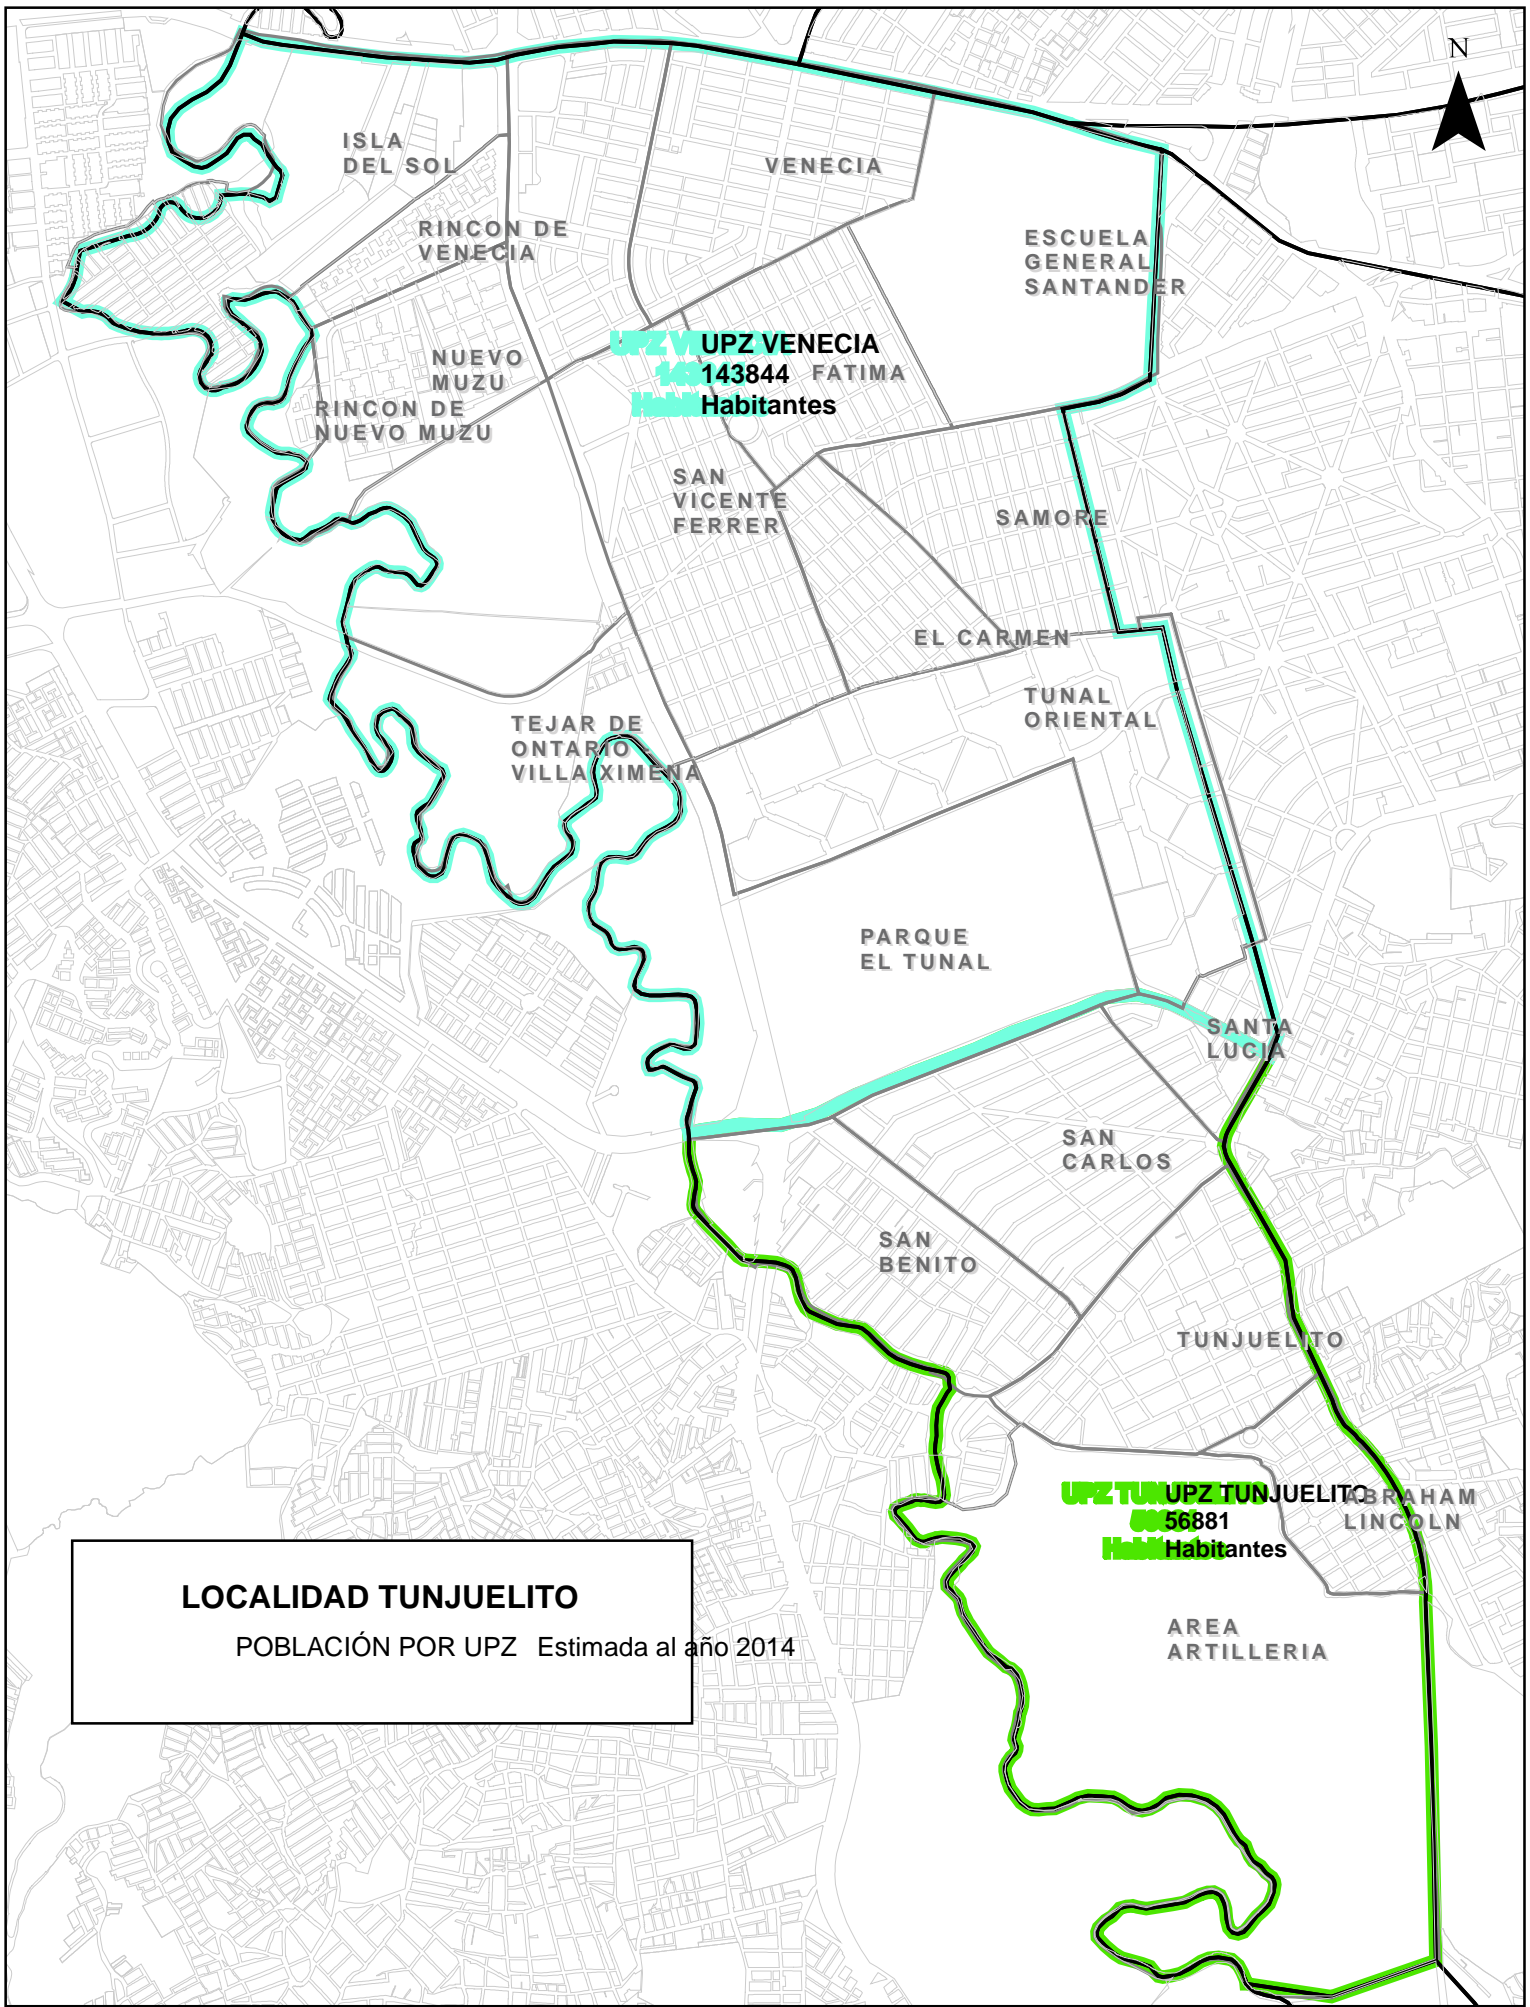 N
ISLA
DEL SOL
VENECIA
RINCON DE
VENECIA
ESCUELA
GENERAL
SANTANDER
UPZ VENECIA
143844
Habitantes
FATIMA
NUEVO
MUZU
RINCON DE
NUEVO MUZU
SAN
VICENTE
FERRER
SAMORE
EL CARMEN
TUNAL
ORIENTAL
TEJAR DE
ONTARIO -
VILLA XIMENA
PARQUE
EL TUNAL
SANTA
LUCIA
SAN
CARLOS
SAN
BENITO
TUNJUELITO
UPZ TUNJUELITO
56881
Habitantes
ABRAHAM
LINCOLN
AREA
ARTILLERIA
LOCALIDAD TUNJUELITO
POBLACIÓN POR UPZ Estimada al año 2014